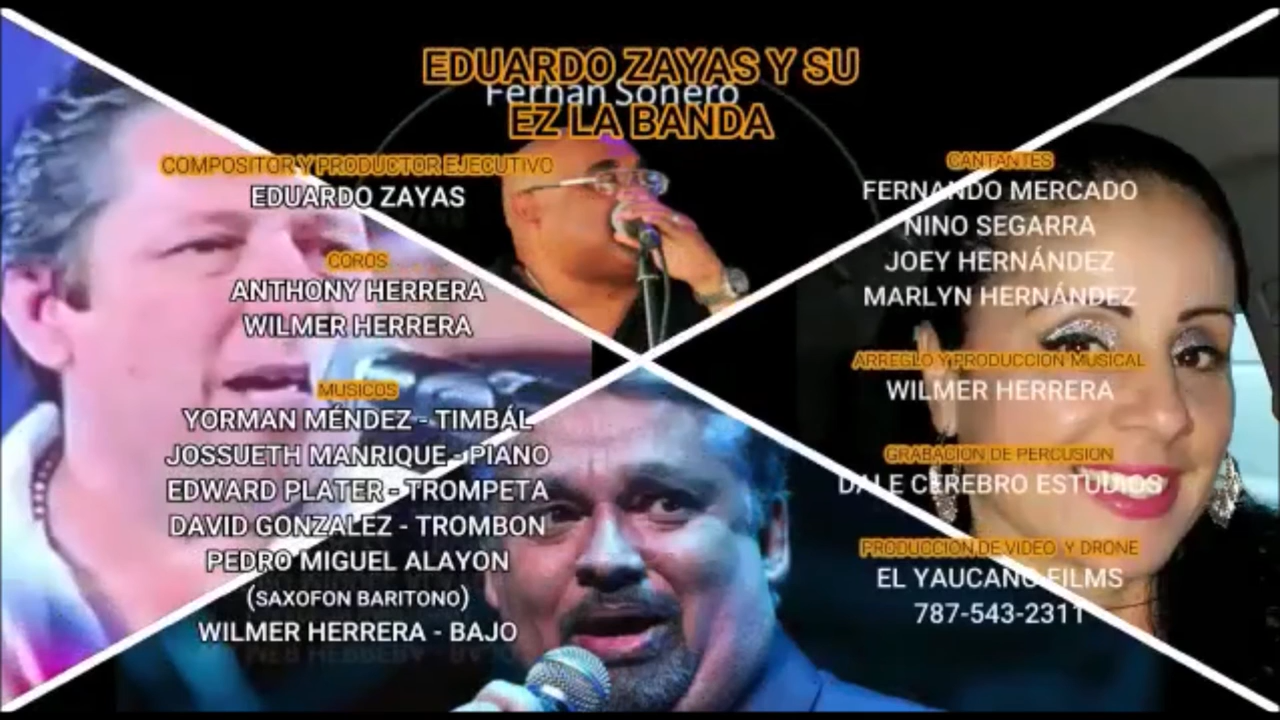 EDUARDO ZAYAS Y SU
Fernan Sonero
EZ LA BANDA
COMPOSITOR Y PRODUCTOR EJECUTIVO
EDUARDO ZAYAS
COROS
ANTHONY HERRERA
WILMER HERRERA
MUSICOS
YORMAN MÉNDEZ - TIMBÁL
JOSSUETH MANRIQUE - PIANO
EDWARD PLATER - TROMPETA
DAVID GONZALEZ - TROMBON
PEDRO MIGUEL ALAYON
(SAXOFON BARITONO)
WILMER HERRERA - BAJO
CANTANTES
FERNANDO MERCADO
NINO SEGARRA
JOEY HERNÁNDEZ
MARLYN HERNÁNDEZ
ARREGLO Y PRODUCCION MUSICAL
WILMER HERRERA
GRABACION DE PERCUSION
DALE CEREBRO ESTUDIOS
PRODUCCION DE VIDEO Y DRONE
EL YAUCANO FILMS
787-543-2311